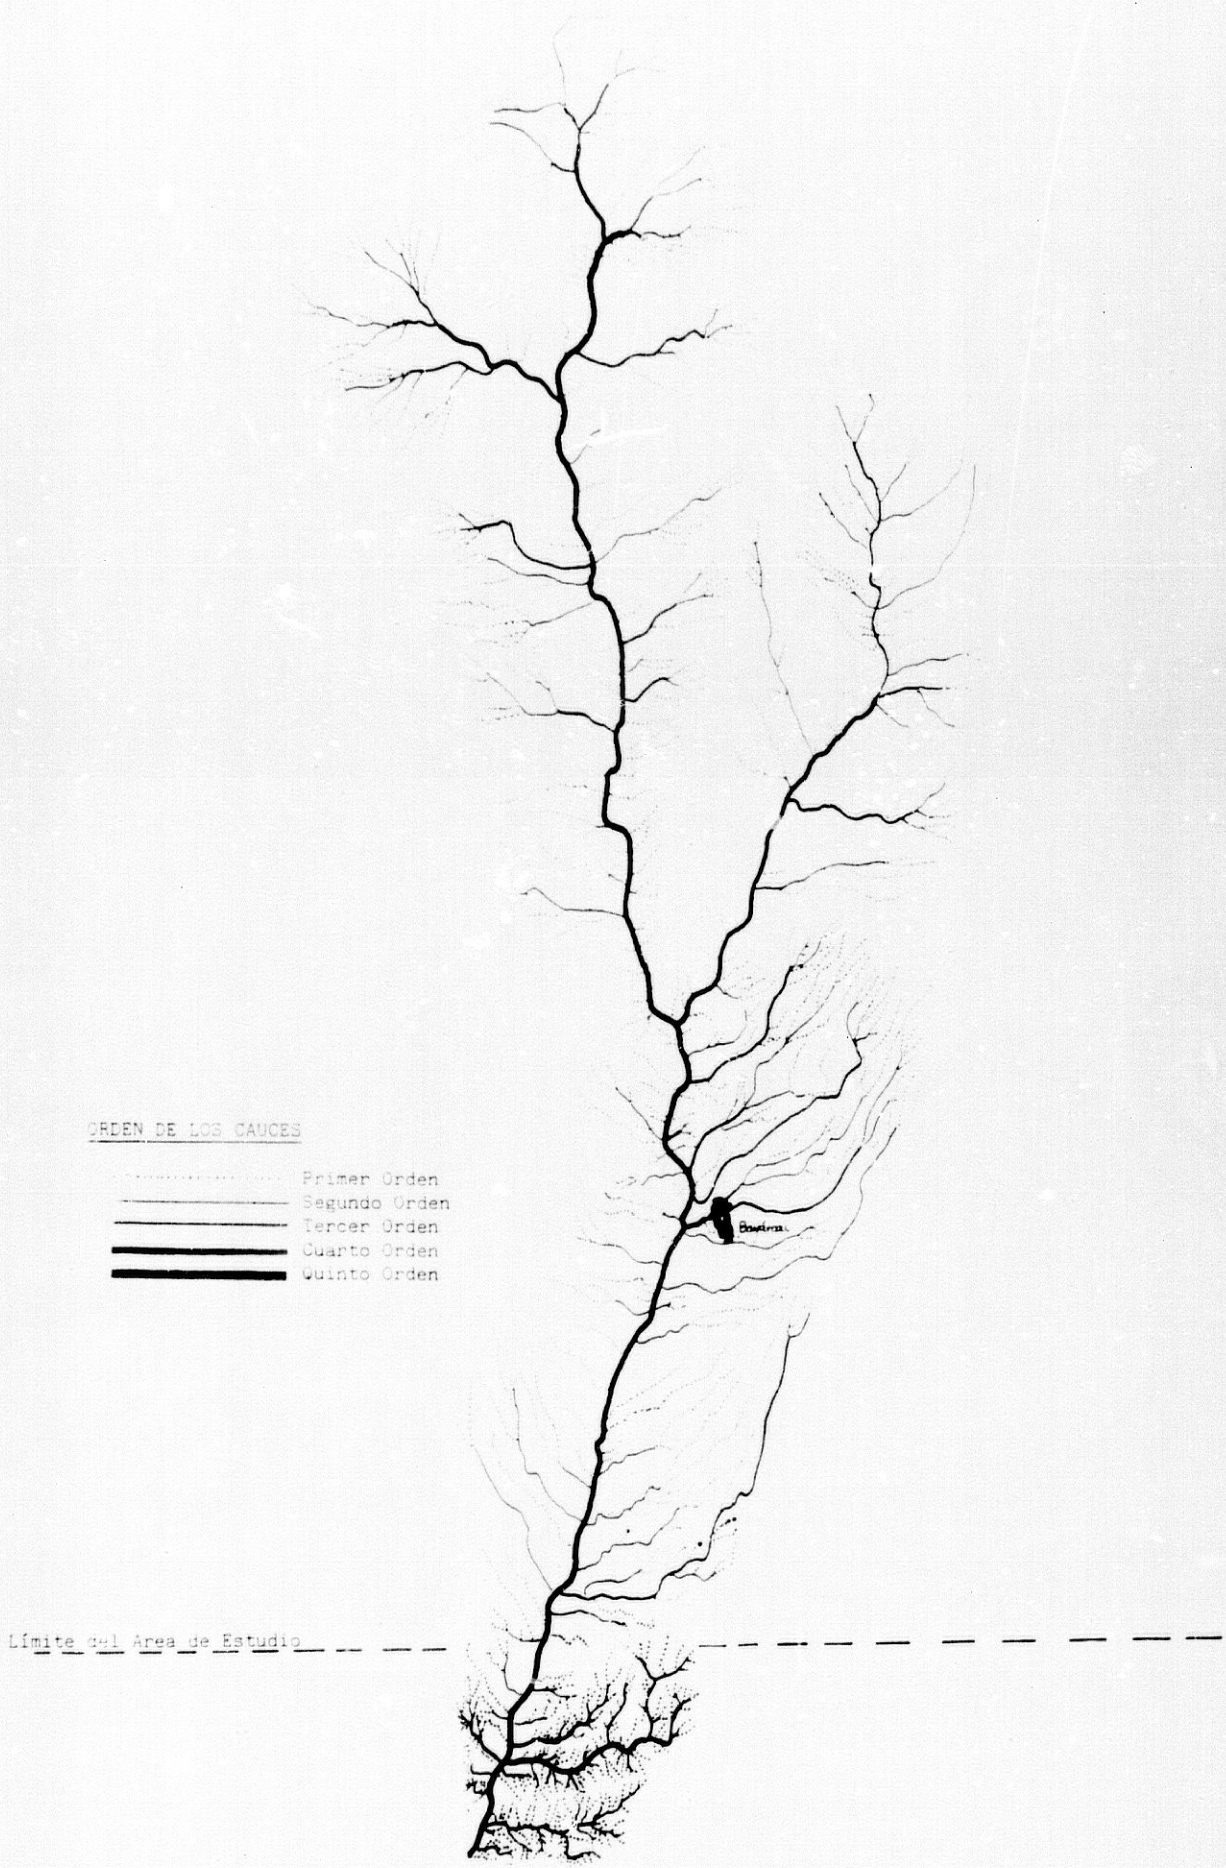 ORDEN DE LOS CAUCES
Primer Orden
Segundo Orden
Tercer Orden
Cuarto Orden
Quinto Orden
Límite del Area de Estudio